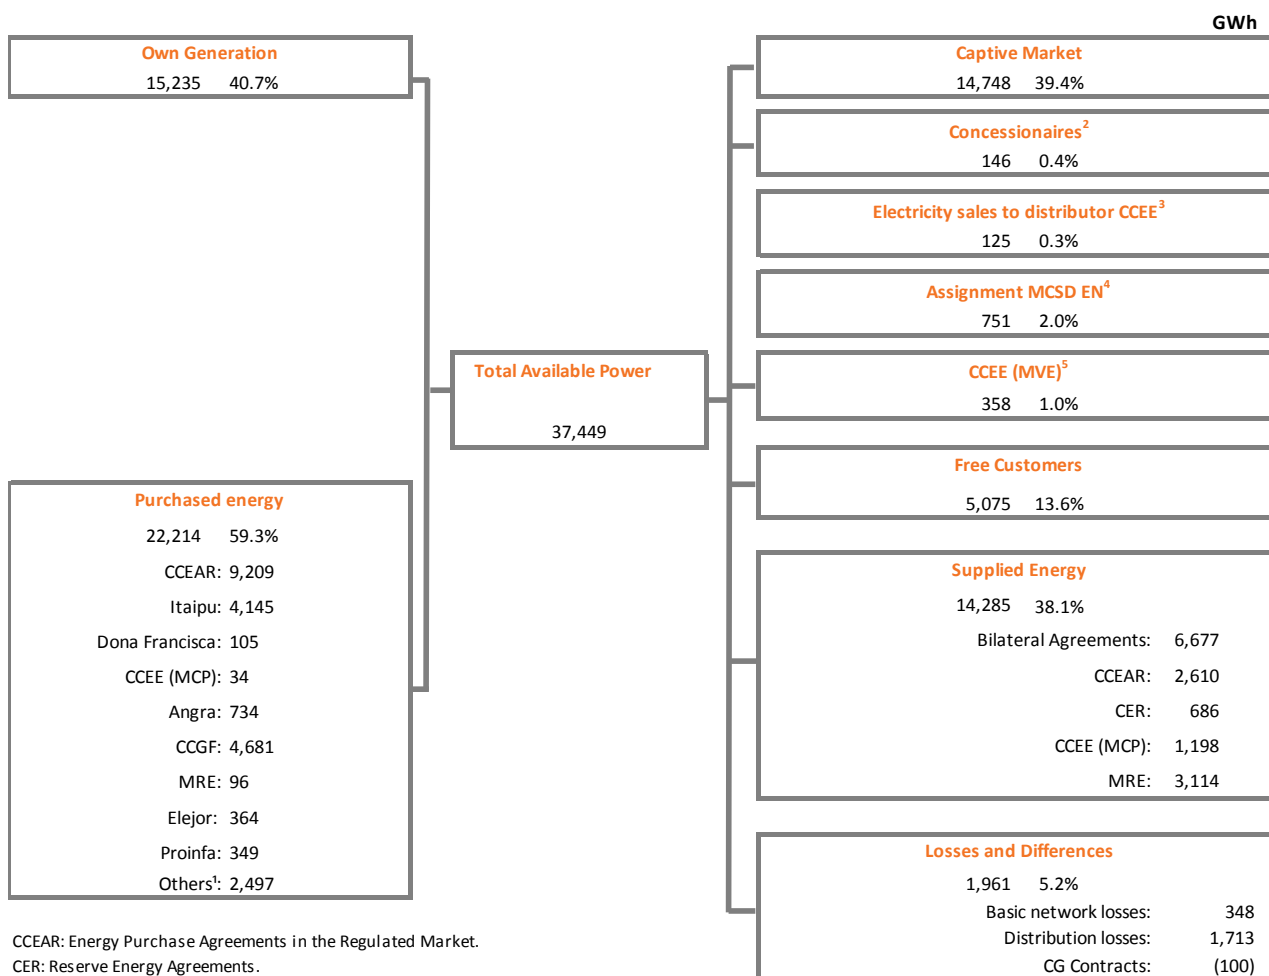 GWh
Own Generation
15,235 40.7%
Purchased energy
22,214 59.3%
CCEAR: 9,209
Itaipu: 4,145
Dona Francisca: 105
CCEE (MCP): 34
Angra: 734
CCGF: 4,681
MRE: 96
Elejor: 364
Proinfa: 349
Others¹: 2,497
Total Available Power
37,449
Captive Market
14,748 39.4%
Concessionaires²
146 0.4%
Electricity sales to distributor CCEE³
125 0.3%
Assignment MCSD EN⁴
751 2.0%
CCEE (MVE)⁵
358 1.0%
Free Customers
5,075 13.6%
Supplied Energy
14,285 38.1%
Bilateral Agreements: 6,677
CCEAR: 2,610
CER: 686
CCEE (MCP): 1,198
MRE: 3,114
Losses and Differences
1,961 5.2%
Basic network losses: 348
Distribution losses: 1,713
CG Contracts: (100)
CCEAR: Energy Purchase Agreements in the Regulated Market.
CER: Reserve Energy Agreements.